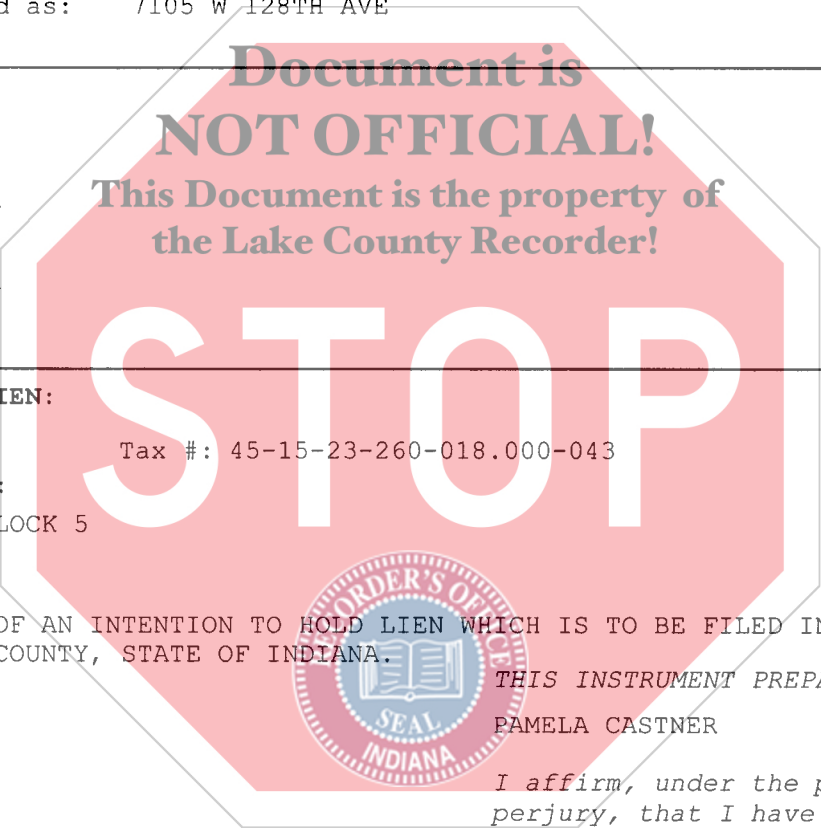 d as: 7105 W 128TH AVE
Document is
NOT OFFICIAL!
This Document is the property of
the Lake County Recorder!
STOP
IEN:
Tax #: 45-15-23-260-018.000-043
:
LOCK 5
OF AN INTENTION TO HOLD LIEN WHICH IS TO BE FILED IN
COUNTY, STATE OF INDIANA.
RECORDER'S OFFICE
SEAL
INDIANA
THIS INSTRUMENT PREPA
PAMELA CASTNER
I affirm, under the p
perjury, that I have